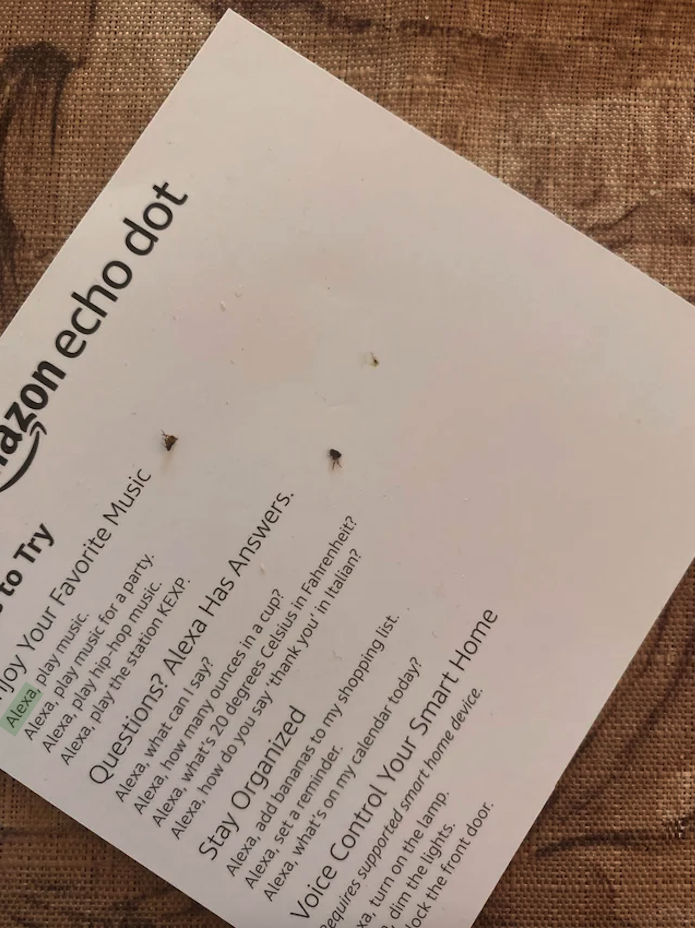 amazon echo dot
to Try
joy Your Favorite Music
Alexa, play music.
Alexa, play music for a party.
Alexa, play hip-hop music.
Alexa, play the station KEXP.
Questions? Alexa Has Answers.
Alexa, what can I say?
Alexa, how many ounces in a cup?
Alexa, what's 20 degrees Celsius in Fahrenheit?
Alexa, how do you say 'thank you' in Italian?
Stay Organized
Alexa, add bananas to my shopping list.
Alexa, set a reminder.
Alexa, what's on my calendar today?
Voice Control Your Smart Home
Requires supported smart home device.
xa, turn on the lamp.
, dim the lights.
lock the front door.